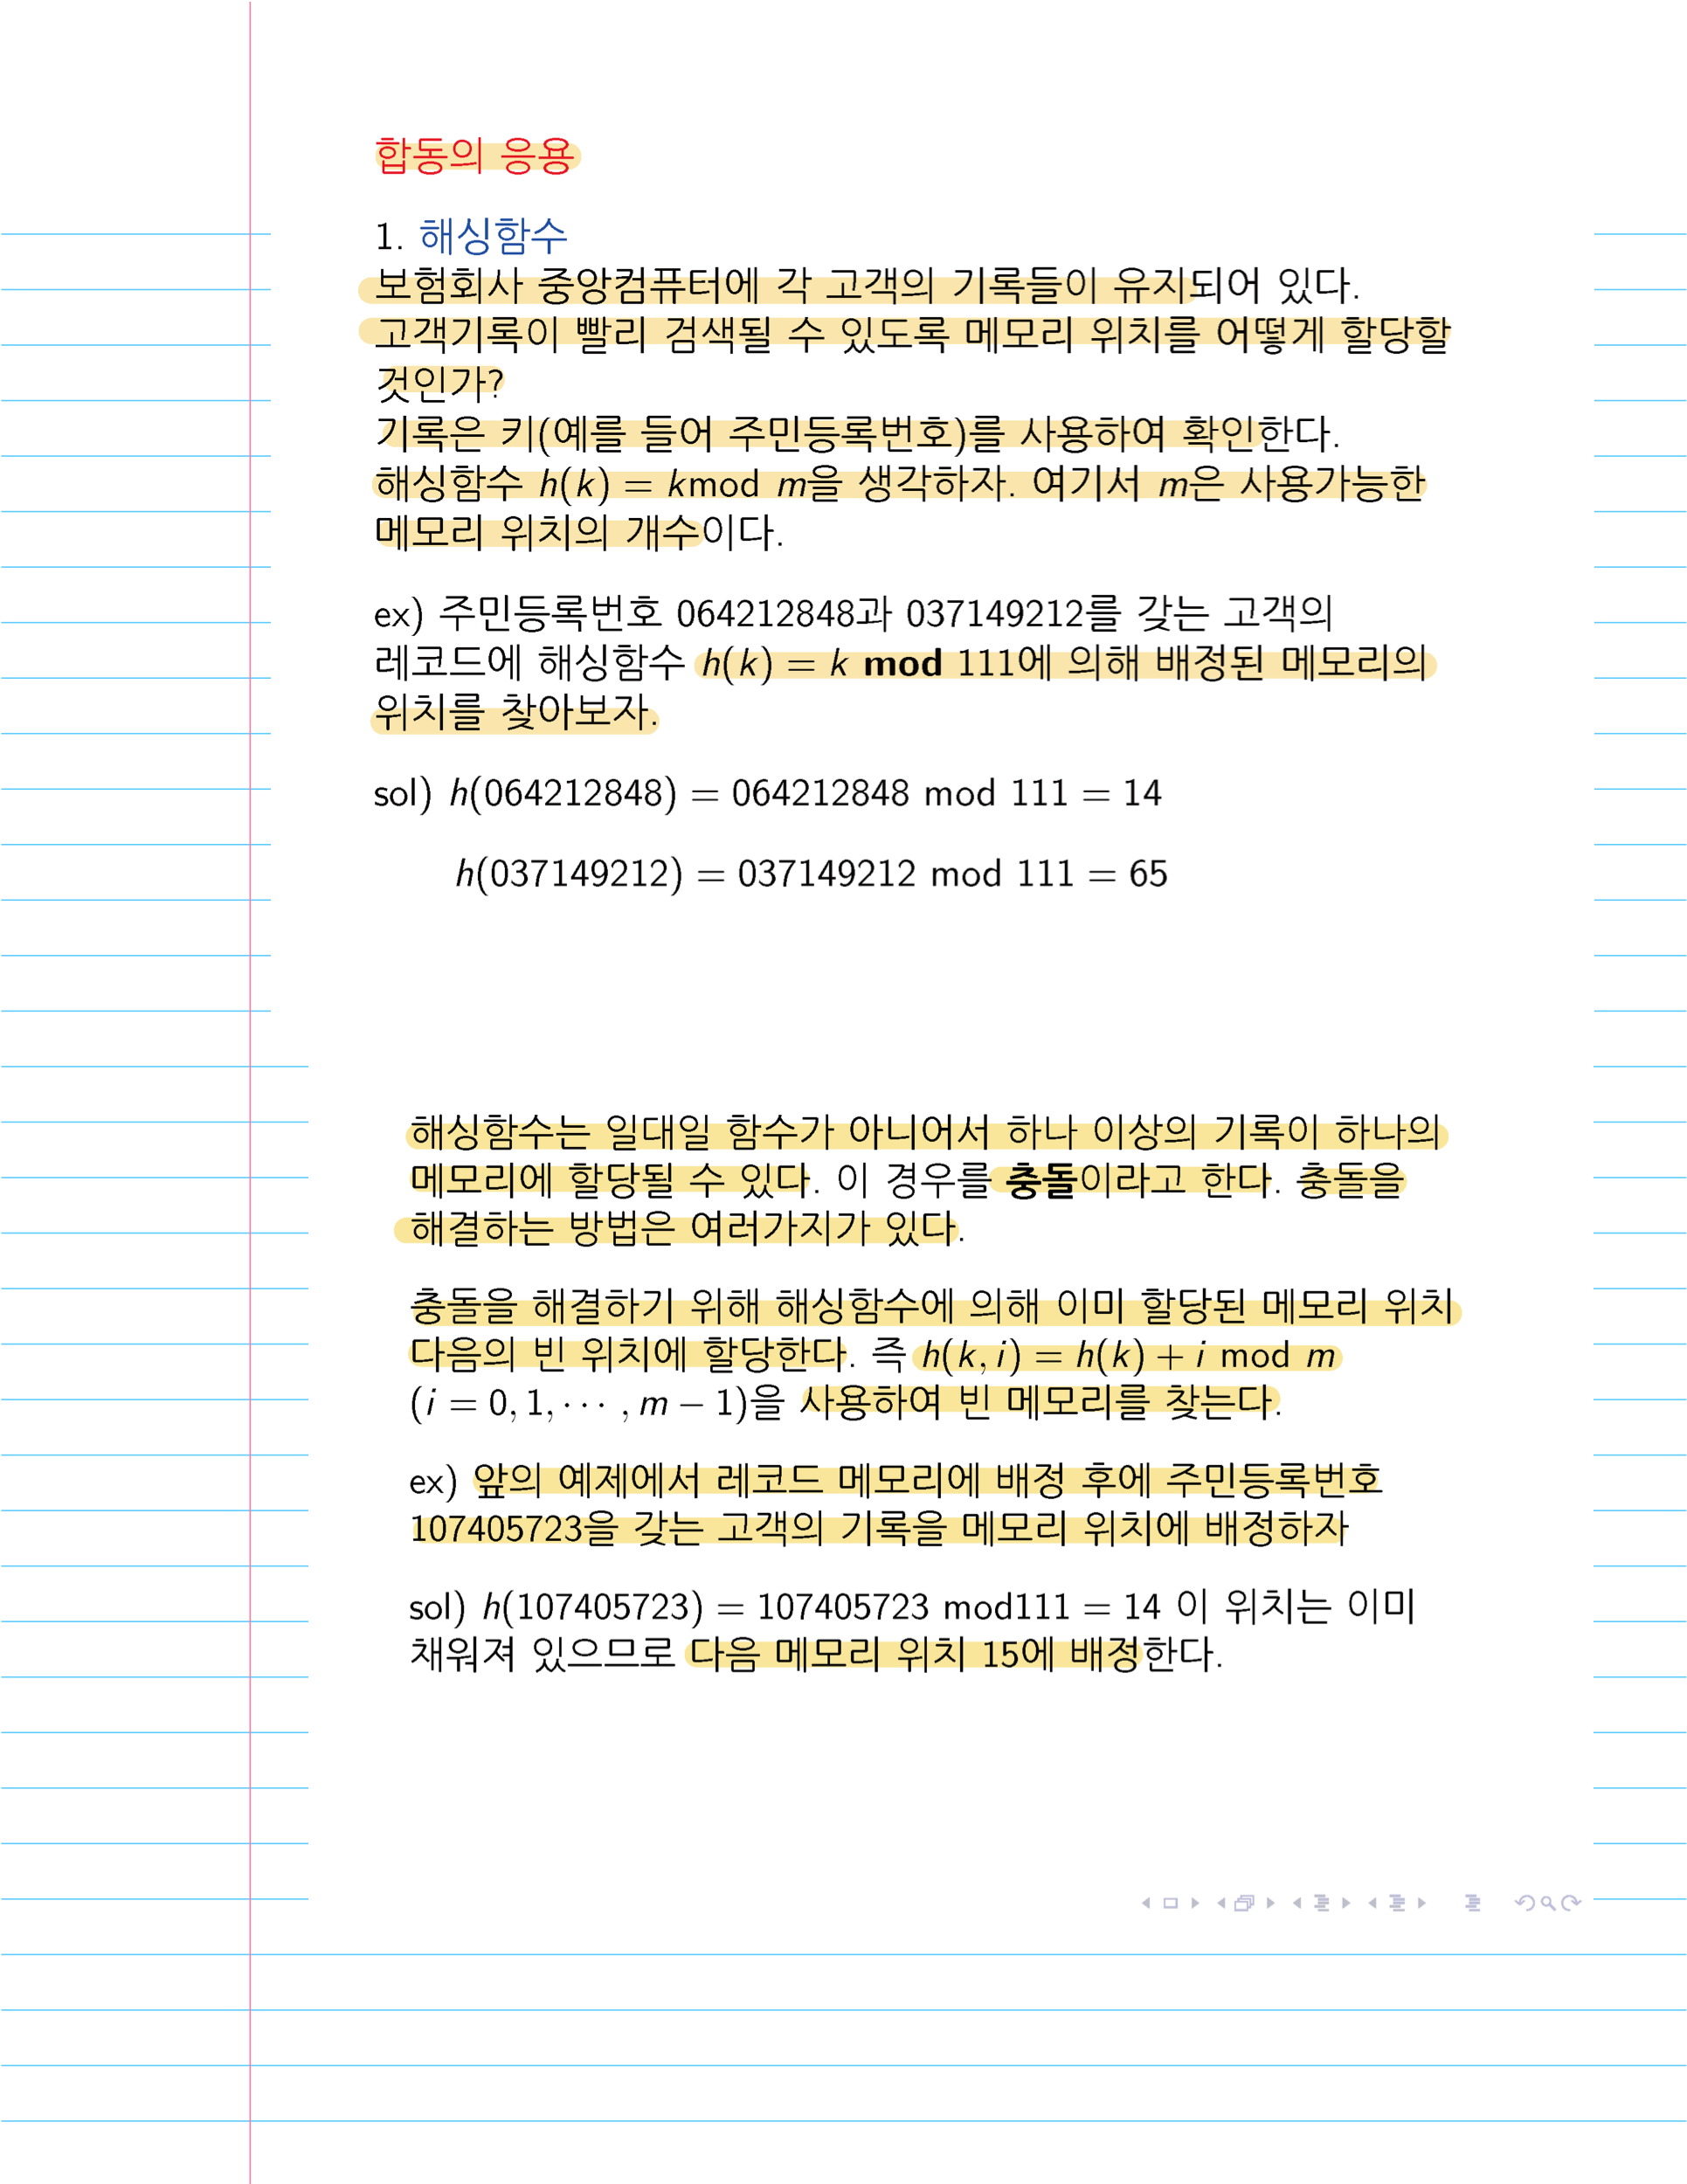 합동의 응용
1. 해싱함수
보험회사 중앙컴퓨터에 각 고객의 기록들이 유지되어 있다.
고객기록이 빨리 검색될 수 있도록 메모리 위치를 어떻게 할당할
것인가?
기록은 키(예를 들어 주민등록번호)를 사용하여 확인한다.
해싱함수 h(k) = kmod m을 생각하자. 여기서 m은 사용가능한
메모리 위치의 개수이다.
ex) 주민등록번호 064212848과 037149212를 갖는 고객의
레코드에 해싱함수 h(k) = k mod 111에 의해 배정된 메모리의
위치를 찾아보자.
sol) h(064212848) = 064212848 mod 111 = 14
h(037149212) = 037149212 mod 111 = 65
해싱함수는 일대일 함수가 아니어서 하나 이상의 기록이 하나의
메모리에 할당될 수 있다. 이 경우를 충돌이라고 한다. 충돌을
해결하는 방법은 여러가지가 있다.
충돌을 해결하기 위해 해싱함수에 의해 이미 할당된 메모리 위치
다음의 빈 위치에 할당한다. 즉 h(k, i) = h(k) + i mod m
(i = 0, 1, · · · , m − 1)을 사용하여 빈 메모리를 찾는다.
ex) 앞의 예제에서 레코드 메모리에 배정 후에 주민등록번호
107405723을 갖는 고객의 기록을 메모리 위치에 배정하자
sol) h(107405723) = 107405723 mod111 = 14 이 위치는 이미
채워져 있으므로 다음 메모리 위치 15에 배정한다.